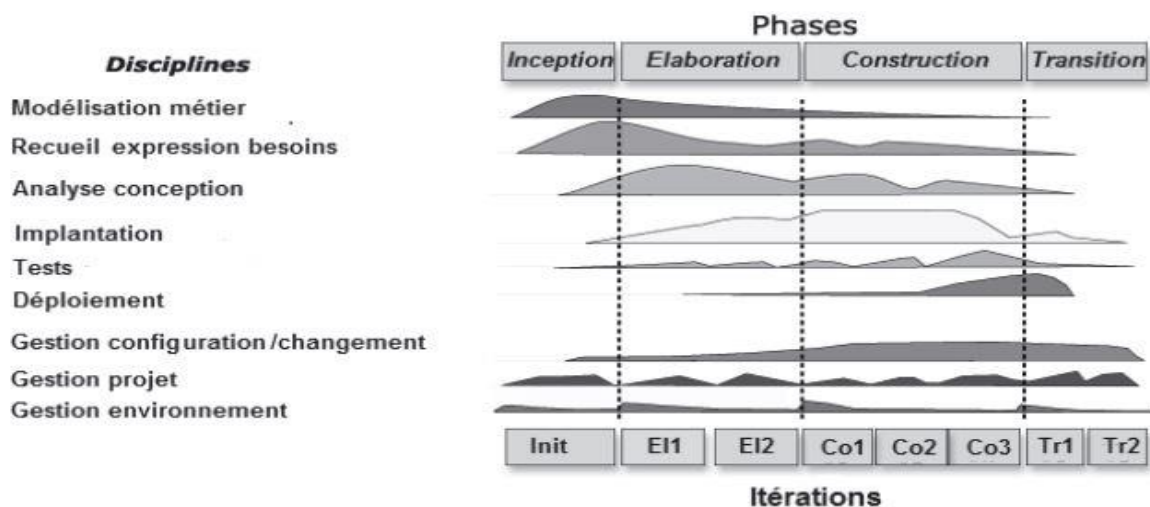 Phases
Disciplines
Inception Elaboration Construction Transition
Modélisation métier
Recueil expression besoins
Analyse conception
Implantation
Tests
Déploiement
Gestion configuration/changement
Gestion projet
Gestion environnement
Init El1 El2 Co1 Co2 Co3 Tr1 Tr2
Itérations